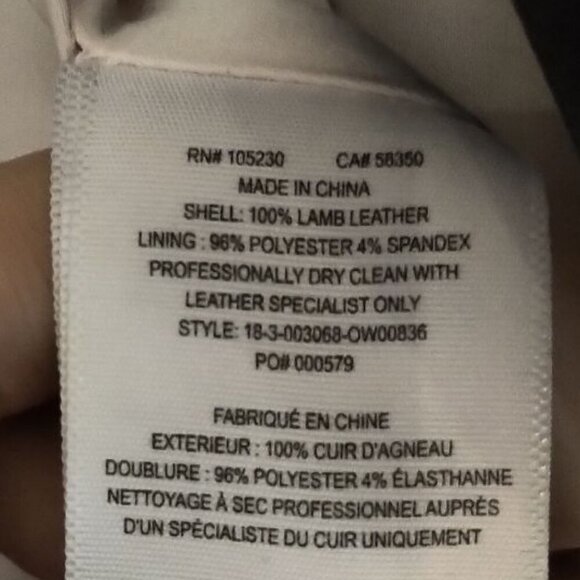 RN# 105230 CA# 56350
MADE IN CHINA
SHELL: 100% LAMB LEATHER
LINING : 96% POLYESTER 4% SPANDEX
PROFESSIONALLY DRY CLEAN WITH
LEATHER SPECIALIST ONLY
STYLE: 18-3-003068-OW00836
PO# 000579
FABRIQUÉ EN CHINE
EXTERIEUR : 100% CUIR D'AGNEAU
DOUBLURE : 96% POLYESTER 4% ÉLASTHANNE
NETTOYAGE À SEC PROFESSIONNEL AUPRÈS
D'UN SPÉCIALISTE DU CUIR UNIQUEMENT